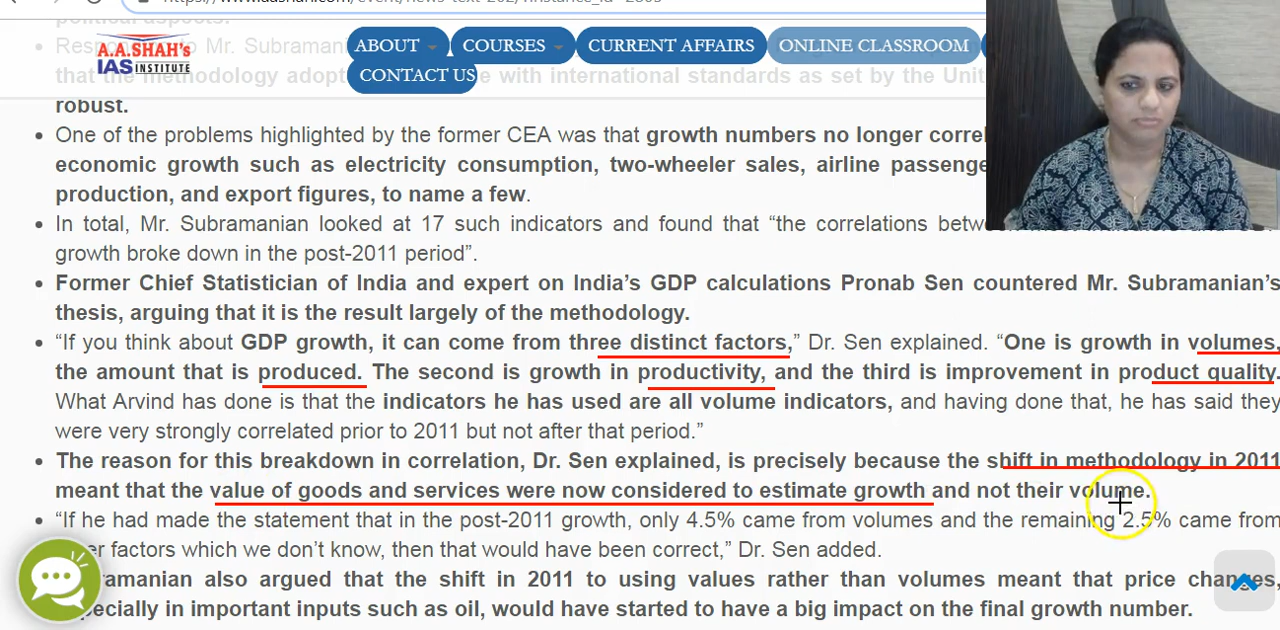 political aspects.
A.A.SHAH's
IAS INSTITUTE
ABOUT
COURSES
CURRENT AFFAIRS
ONLINE CLASSROOM
CONTACT US
to Mr. Subramani
that the methodology adopt e with international standards as set by the Unit
robust.
One of the problems highlighted by the former CEA was that growth numbers no longer correl
economic growth such as electricity consumption, two-wheeler sales, airline passenge
production, and export figures, to name a few.
In total, Mr. Subramanian looked at 17 such indicators and found that “the correlations betw
growth broke down in the post-2011 period”.
Former Chief Statistician of India and expert on India’s GDP calculations Pronab Sen countered Mr. Subramanian’s
thesis, arguing that it is the result largely of the methodology.
“If you think about GDP growth, it can come from three distinct factors,” Dr. Sen explained. “One is growth in volumes,
the amount that is produced. The second is growth in productivity, and the third is improvement in product quality.
What Arvind has done is that the indicators he has used are all volume indicators, and having done that, he has said they
were very strongly correlated prior to 2011 but not after that period.”
The reason for this breakdown in correlation, Dr. Sen explained, is precisely because the shift in methodology in 2011
meant that the value of goods and services were now considered to estimate growth and not their volume.
“If he had made the statement that in the post-2011 growth, only 4.5% came from volumes and the remaining 2.5% came from
er factors which we don’t know, then that would have been correct,” Dr. Sen added.
ramanian also argued that the shift in 2011 to using values rather than volumes meant that price changes,
pecially in important inputs such as oil, would have started to have a big impact on the final growth number.